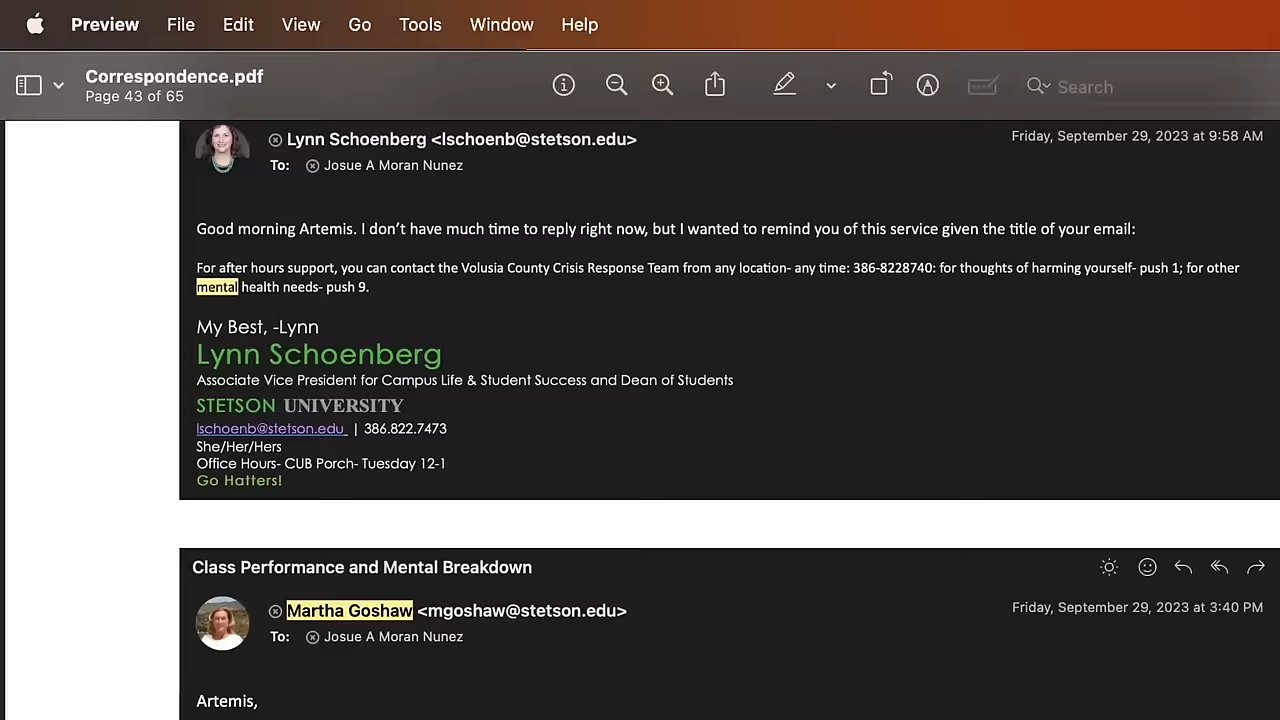 Preview File Edit View Go Tools Window Help
Correspondence.pdf
Page 43 of 65
Search
Lynn Schoenberg <lschoenb@stetson.edu>
Friday, September 29, 2023 at 9:58 AM
To: Josue A Moran Nunez
Good morning Artemis. I don't have much time to reply right now, but I wanted to remind you of this service given the title of your email:
For after hours support, you can contact the Volusia County Crisis Response Team from any location- any time: 386-8228740: for thoughts of harming yourself- push 1; for other
mental health needs- push 9.
My Best, -Lynn
Lynn Schoenberg
Associate Vice President for Campus Life & Student Success and Dean of Students
STETSON UNIVERSITY
lschoenb@stetson.edu | 386.822.7473
She/Her/Hers
Office Hours- CUB Porch- Tuesday 12-1
Go Hatters!
Class Performance and Mental Breakdown
Martha Goshaw <mgoshaw@stetson.edu>
Friday, September 29, 2023 at 3:40 PM
To: Josue A Moran Nunez
Artemis,